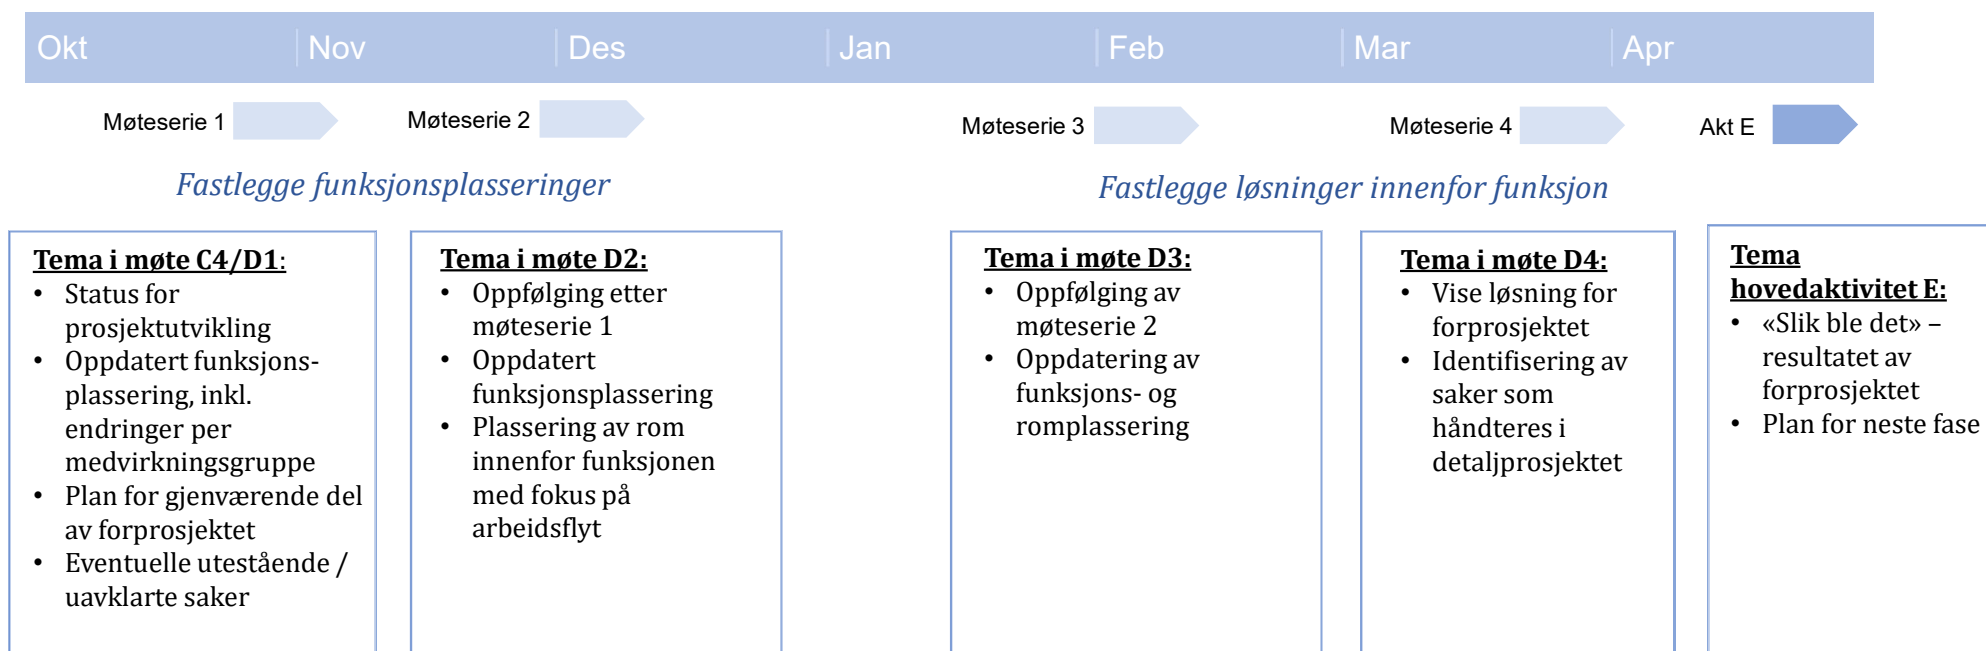 Okt
Nov
Des
Jan
Feb
Mar
Apr
Møteserie 1
Møteserie 2
Møteserie 3
Møteserie 4
Akt E
Fastlegge funksjonsplasseringer
Fastlegge løsninger innenfor funksjon
Tema i møte C4/D1:
• Status for
prosjektutvikling
• Oppdatert funksjons-
plassering, inkl.
endringer per
medvirkningsgruppe
• Plan for gjenværende del
av forprosjektet
• Eventuelle utestående /
uavklarte saker
Tema i møte D2:
• Oppfølging etter
møteserie 1
• Oppdatert
funksjonsplassering
• Plassering av rom
innenfor funksjonen
med fokus på
arbeidsflyt
Tema i møte D3:
• Oppfølging av
møteserie 2
• Oppdatering av
funksjons- og
romplassering
Tema i møte D4:
• Vise løsning for
forprosjektet
• Identifisering av
saker som
håndteres i
detaljprosjektet
Tema
hovedaktivitet E:
• «Slik ble det» –
resultatet av
forprosjektet
• Plan for neste fase